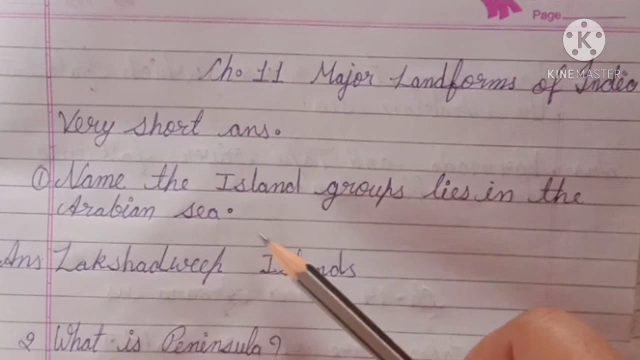 Page
KINEMASTER
Ch. 11 Major Landforms of India
Very short ans.
① Name the Island groups lies in the
Arabian sea.
Ans Lakshadweep Islands
2 What is Peninsula?